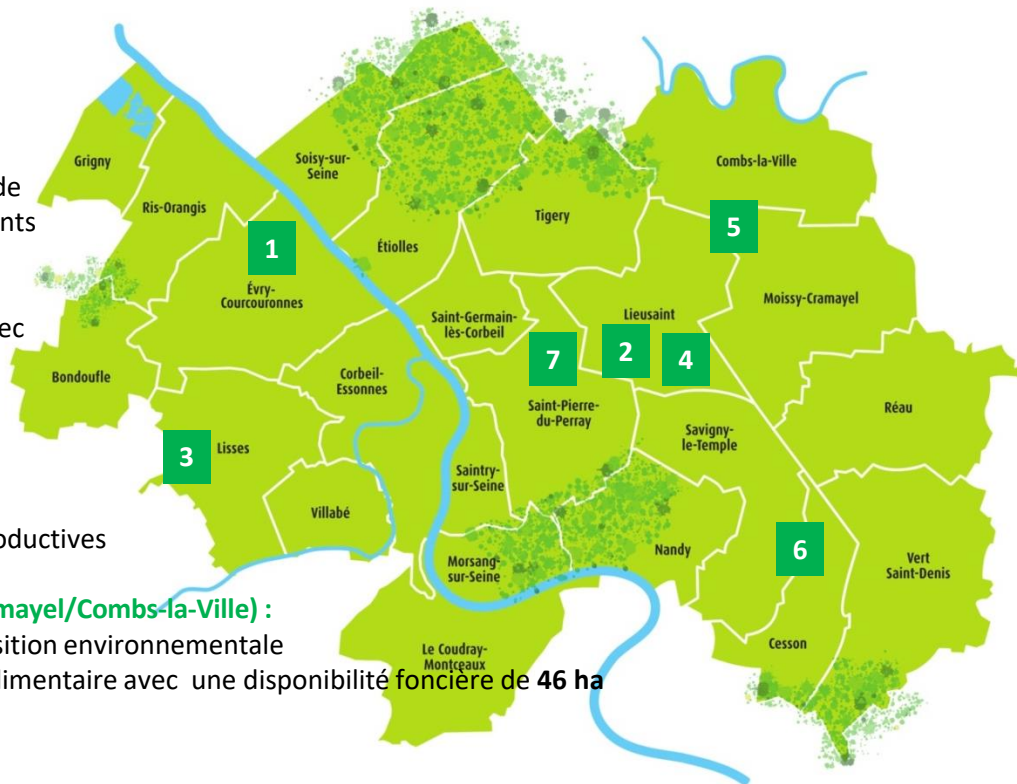 de
ents
ec
oductives
amayel/Combs-la-Ville) :
sition environnementale
limentaire avec une disponibilité foncière de 46 ha
Grigny
Ris-Orangis
Soisy-sur-
Seine
Étiolles
Tigery
Combs-la-Ville
5
1
Évry-
Courcouronnes
Moissy-Cramayel
Saint-Germain-
lès-Corbeil
Lieusaint
7
2
4
Bondoufle
Corbeil-
Essonnes
Saint-Pierre-
du-Perray
Réau
3
Lisses
Savigny-
le-Temple
Saintry-
sur-Seine
Villabé
6
Morsang-
sur-Seine
Nandy
Vert
Saint-Denis
Le Coudray-
Montceaux
Cesson